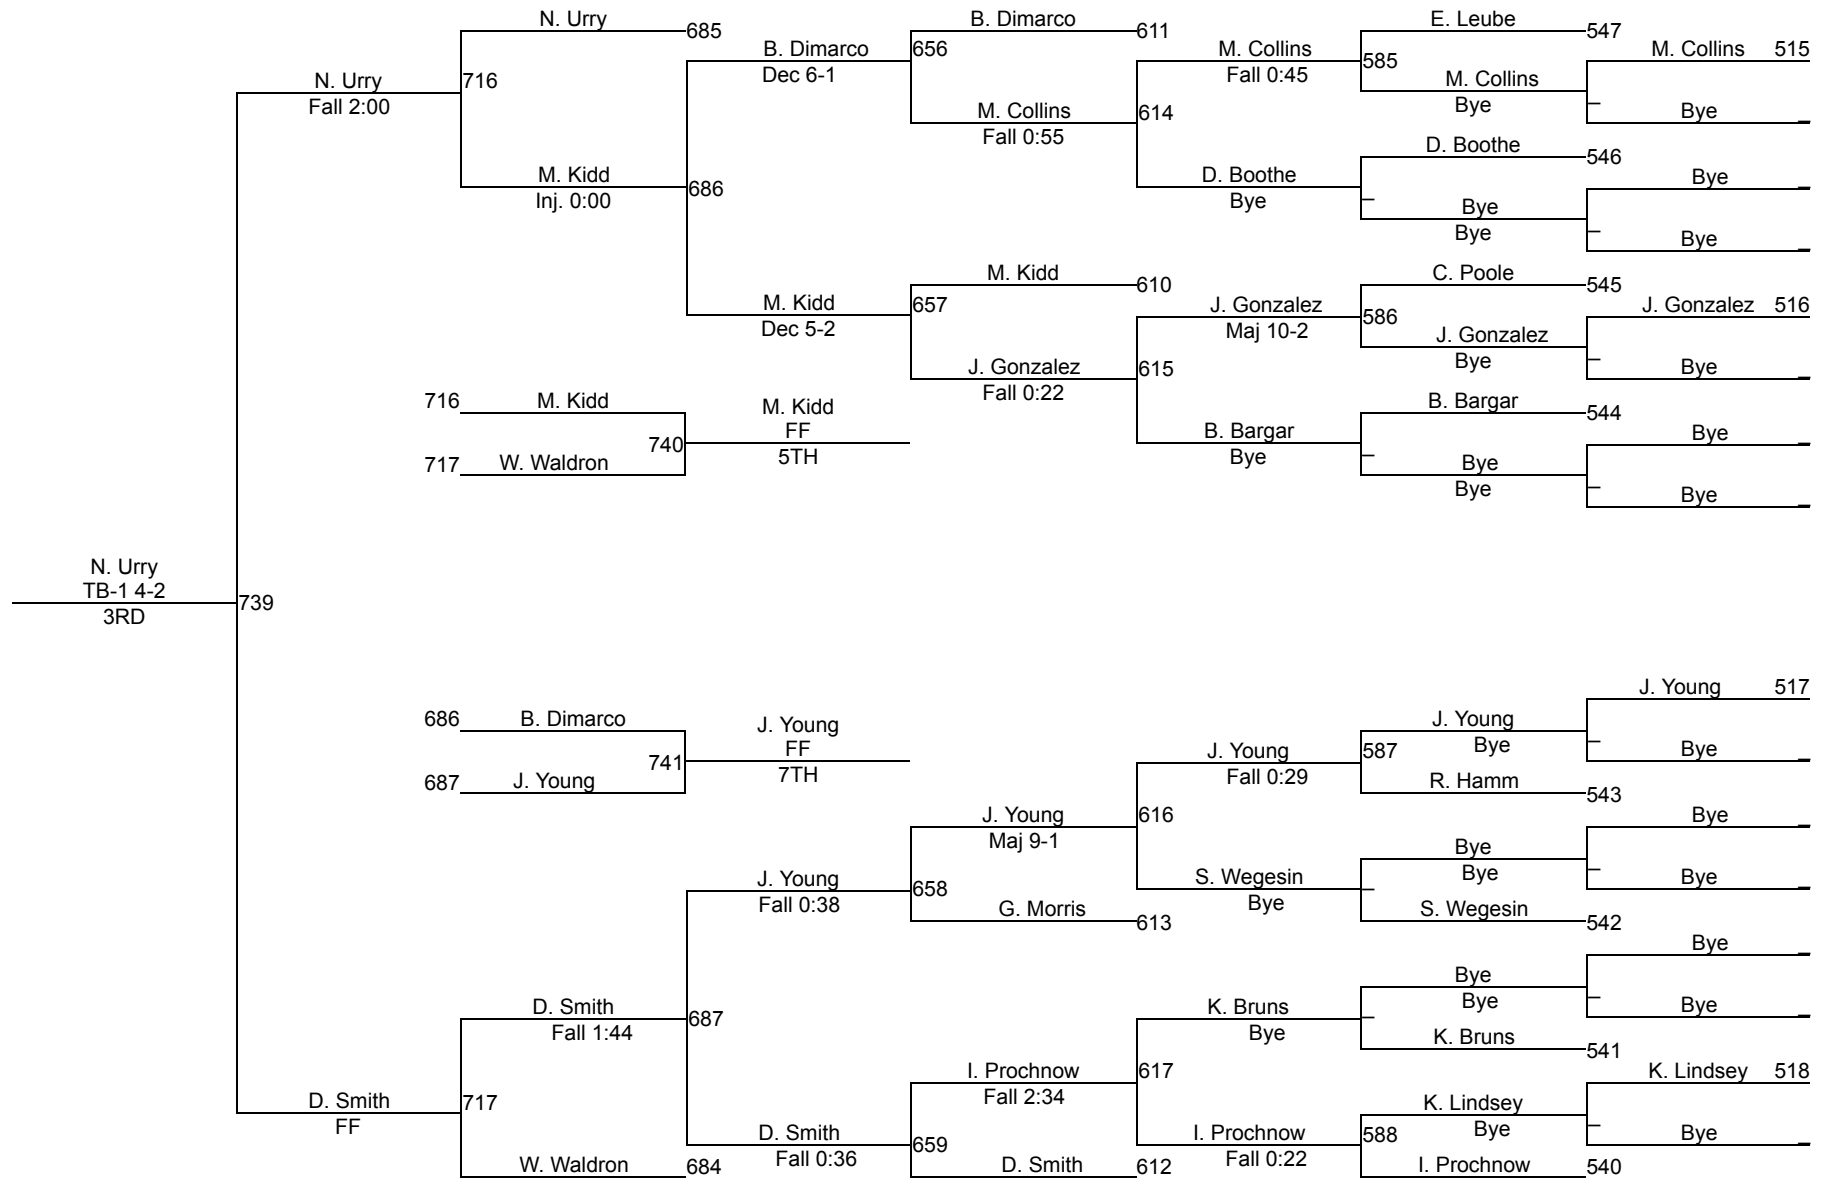 N. Urry
685
B. Dimarco
611
E. Leube
547
M. Collins 515
716
B. Dimarco
Dec 6-1
656
M. Collins
Fall 0:45
585
M. Collins
Bye
Bye
N. Urry
Fall 2:00
M. Collins
Fall 0:55
614
D. Boothe
546
Bye
M. Kidd
Inj. 0:00
686
D. Boothe
Bye
Bye
Bye
Bye
M. Kidd
610
C. Poole
545
J. Gonzalez 516
M. Kidd
Dec 5-2
657
J. Gonzalez
Maj 10-2
586
J. Gonzalez
Bye
Bye
J. Gonzalez
Fall 0:22
615
B. Bargar
544
Bye
716 M. Kidd
740
717 W. Waldron
M. Kidd
FF
5TH
B. Bargar
Bye
Bye
Bye
Bye
N. Urry
TB-1 4-2
3RD
739
J. Young 517
686 B. Dimarco
741
687 J. Young
J. Young
FF
7TH
J. Young
Fall 0:29
587
J. Young
Bye
Bye
R. Hamm
543
J. Young
Maj 9-1
616
Bye
J. Young
Fall 0:38
658
S. Wegesin
Bye
Bye
Bye
Bye
G. Morris
613
S. Wegesin
542
Bye
D. Smith
Fall 1:44
687
K. Bruns
Bye
Bye
Bye
Bye
K. Bruns
541
I. Prochnow
Fall 2:34
617
K. Lindsey 518
D. Smith
FF
717
K. Lindsey
Bye
Bye
D. Smith
Fall 0:36
659
I. Prochnow
Fall 0:22
588
W. Waldron
684
D. Smith
612
I. Prochnow
540